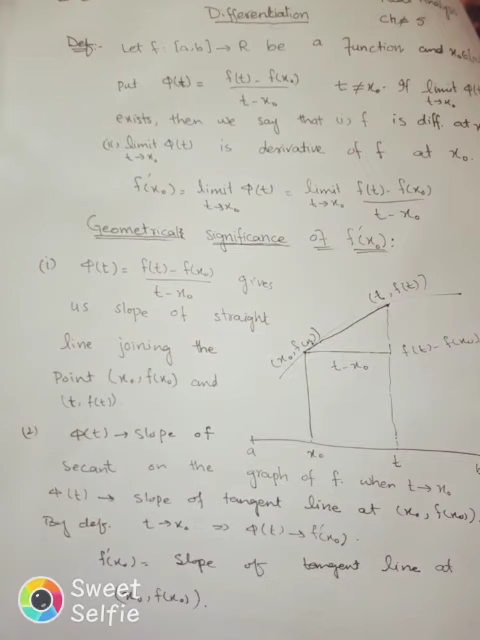 Differentiation
Ch# 5
Def:- Let f: [a,b] → R be a function and x₀
put φ(t) = f(t) - f(x₀) / t - x₀ t ≠ x₀. If limit t→x₀ φ(
exists, then we say that (i) f is diff. at x
(ii) limit t→x₀ φ(t) is derivative of f at x₀.
f'(x₀) = limit t→x₀ φ(t) = limit t→x₀ f(t) - f(x₀) / t - x₀
Geometrical significance of f'(x₀):
(i) φ(t) = f(t) - f(x₀) / t - x₀ gives
us slope of straight
line joining the
Point (x₀, f(x₀) and
(t, f(t)).
(t, f(t))
(x₀, f(x₀))
f(t) - f(x₀)
t - x₀
a x₀ t b
(2) φ(t) → slope of
secant on the graph of f. when t → x₀
φ(t) → slope of tangent line at (x₀, f(x₀)).
By def. t → x₀ ⇒ φ(t) → f'(x₀).
f'(x₀) = slope of tangent line at
(x₀, f(x₀)).
Sweet
Selfie